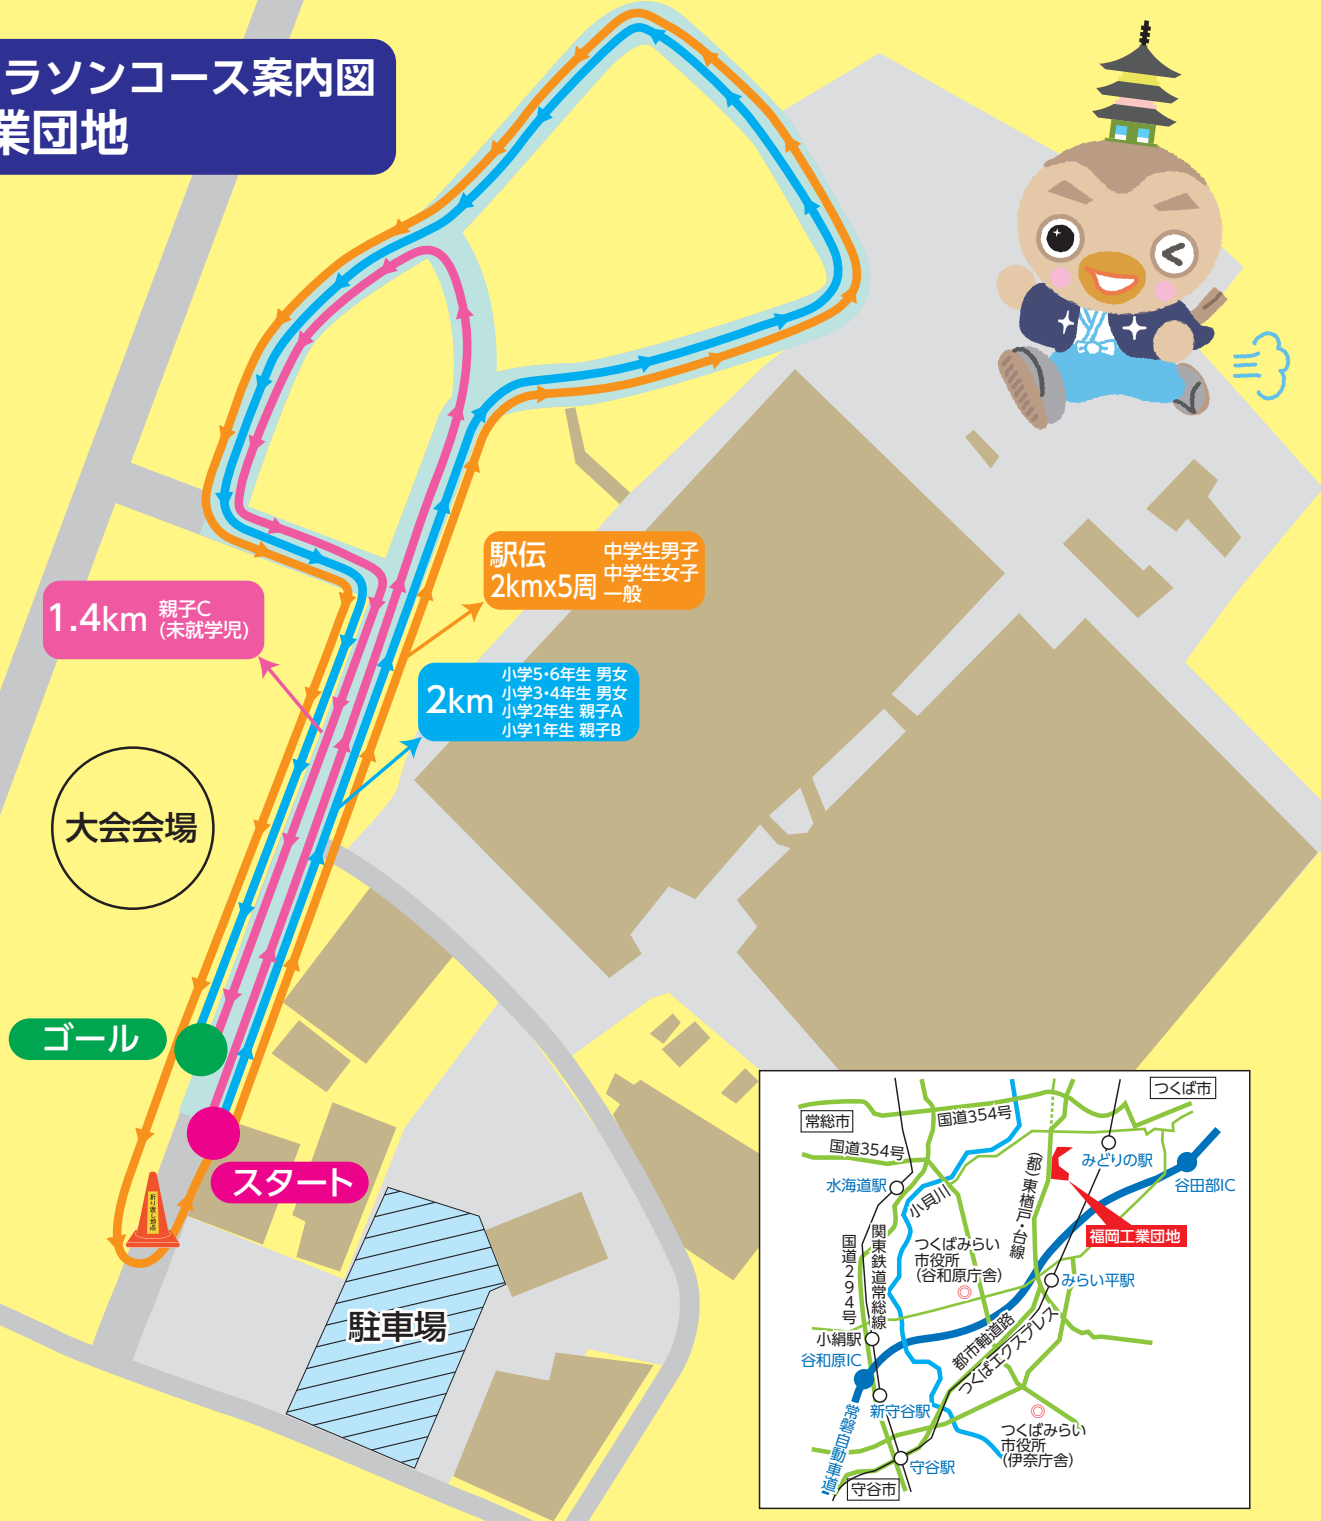 ラソンコース案内図
業団地
駅伝
2kmx5周
中学生男子
中学生女子
一般
1.4km
親子C
(未就学児)
2km
小学5・6年生 男女
小学3・4年生 男女
小学2年生 親子A
小学1年生 親子B
大会会場
ゴール
スタート
折り返し地点
駐車場
つくば市
常総市
国道354号
国道354号
みどりの駅
谷田部IC
水海道駅
小貝川
(都)東楢戸・台線
福岡工業団地
国道294号
関東鉄道常総線
つくばみらい
市役所
(谷和原庁舎)
みらい平駅
小絹駅
谷和原IC
都市軸道路
つくばエクスプレス
新守谷駅
常磐自動車道
つくばみらい
市役所
(伊奈庁舎)
守谷駅
守谷市